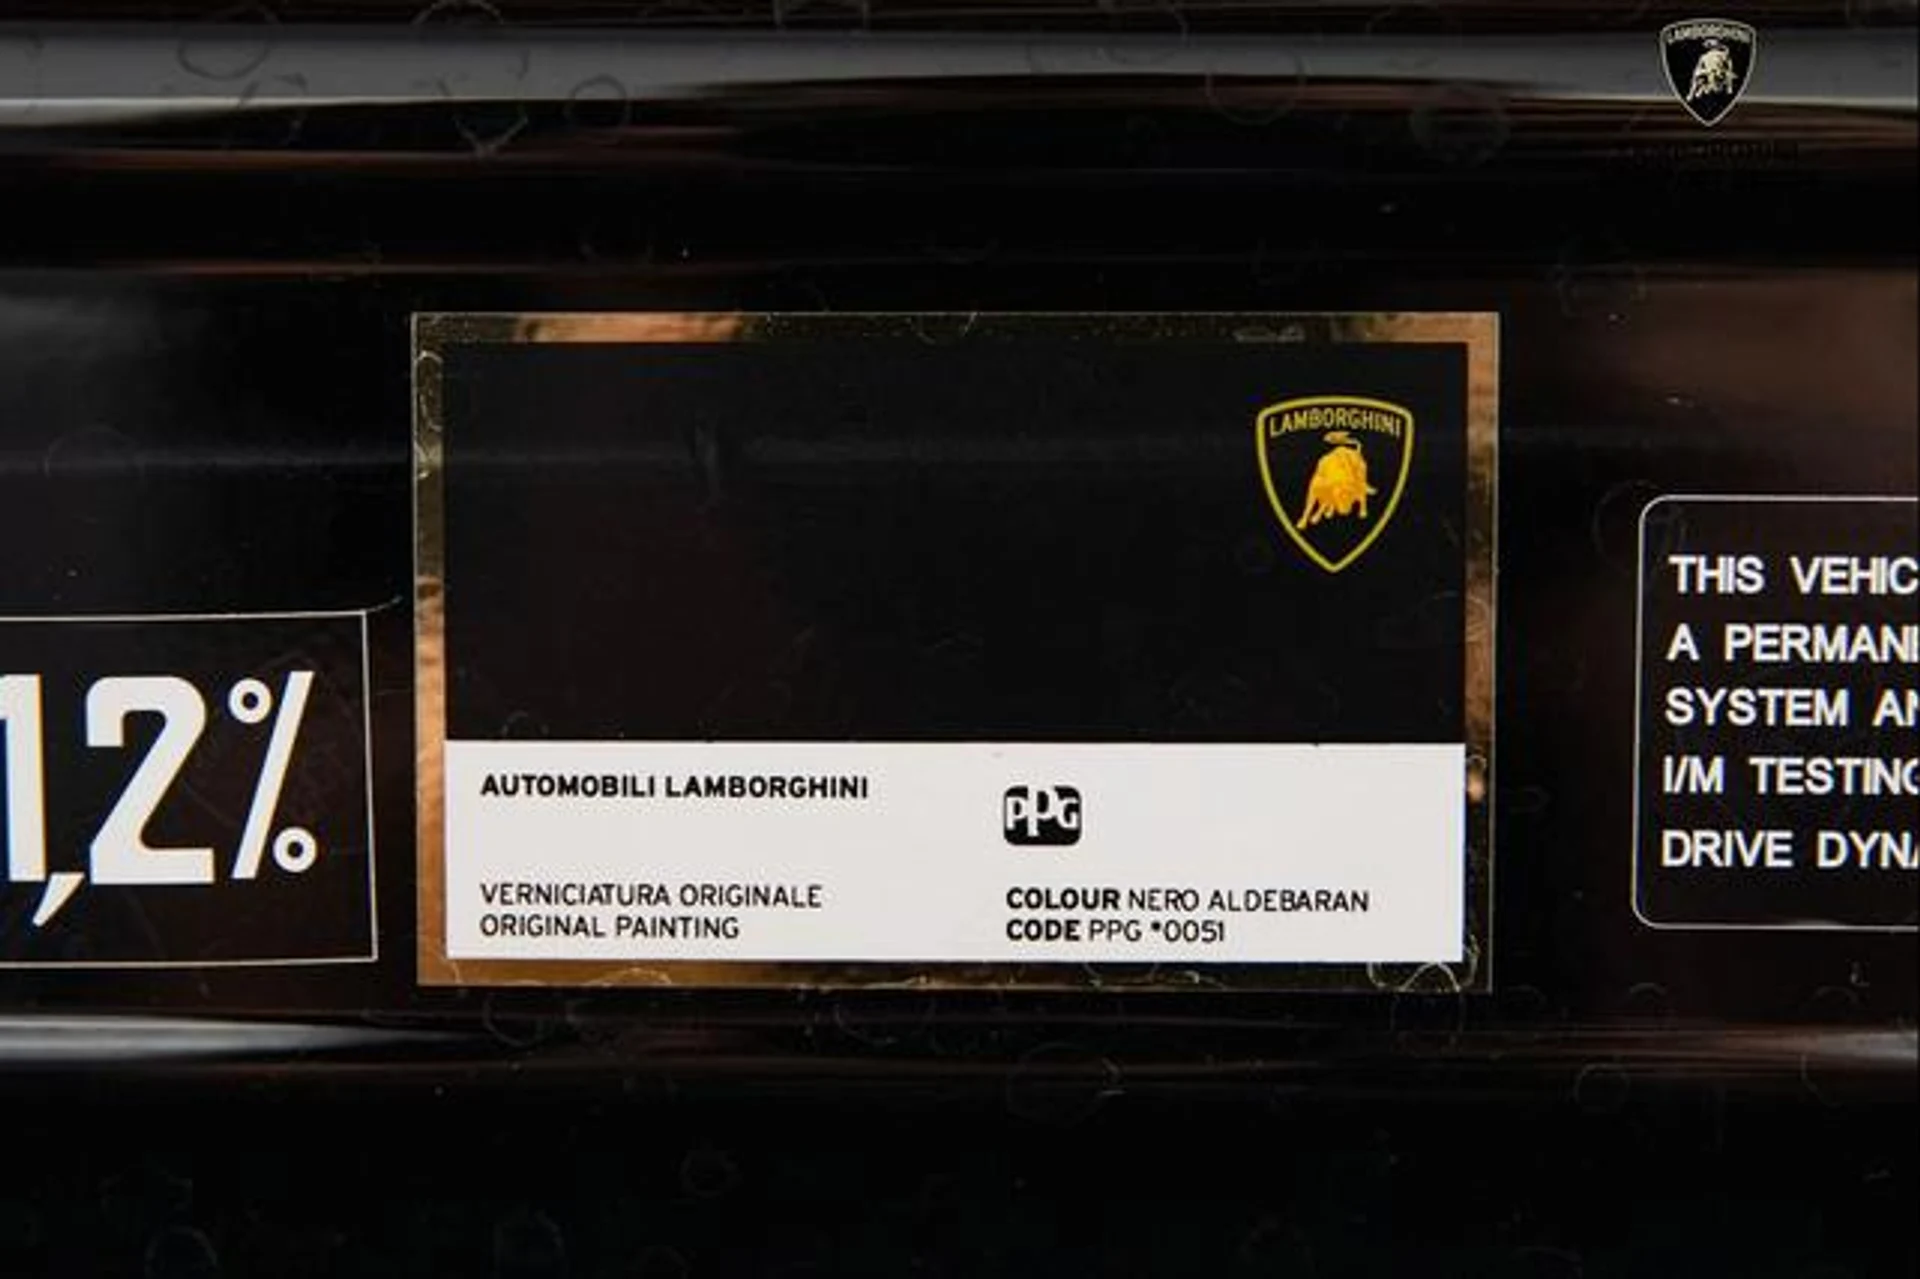 LAMBORGHINI
LAMBORGHINI
1,2%
AUTOMOBILI LAMBORGHINI
PPG
VERNICIATURA ORIGINALE
ORIGINAL PAINTING
COLOUR NERO ALDEBARAN
CODE PPG *0051
THIS VEHIC
A PERMAN
SYSTEM AN
I/M TESTING
DRIVE DYN